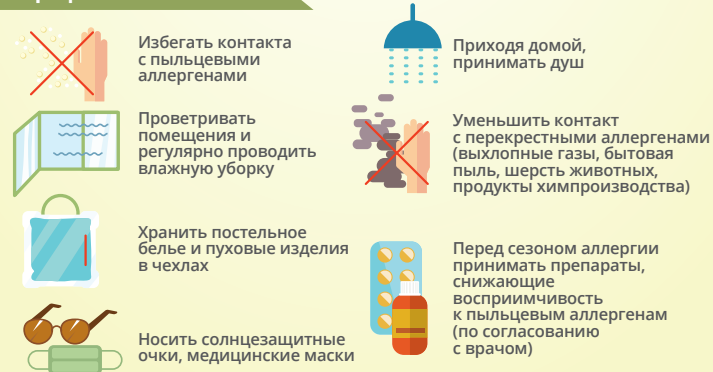 Избегать контакта
с пыльцевыми
аллергенами
Проветривать
помещения и
регулярно проводить
влажную уборку
Хранить постельное
белье и пуховые изделия
в чехлах
Носить солнцезащитные
очки, медицинские маски
Приходя домой,
принимать душ
Уменьшить контакт
с перекрестными аллергенами
(выхлопные газы, бытовая
пыль, шерсть животных,
продукты химпроизводства)
Перед сезоном аллергии
принимать препараты,
снижающие
восприимчивость
к пыльцевым аллергенам
(по согласованию
с врачом)